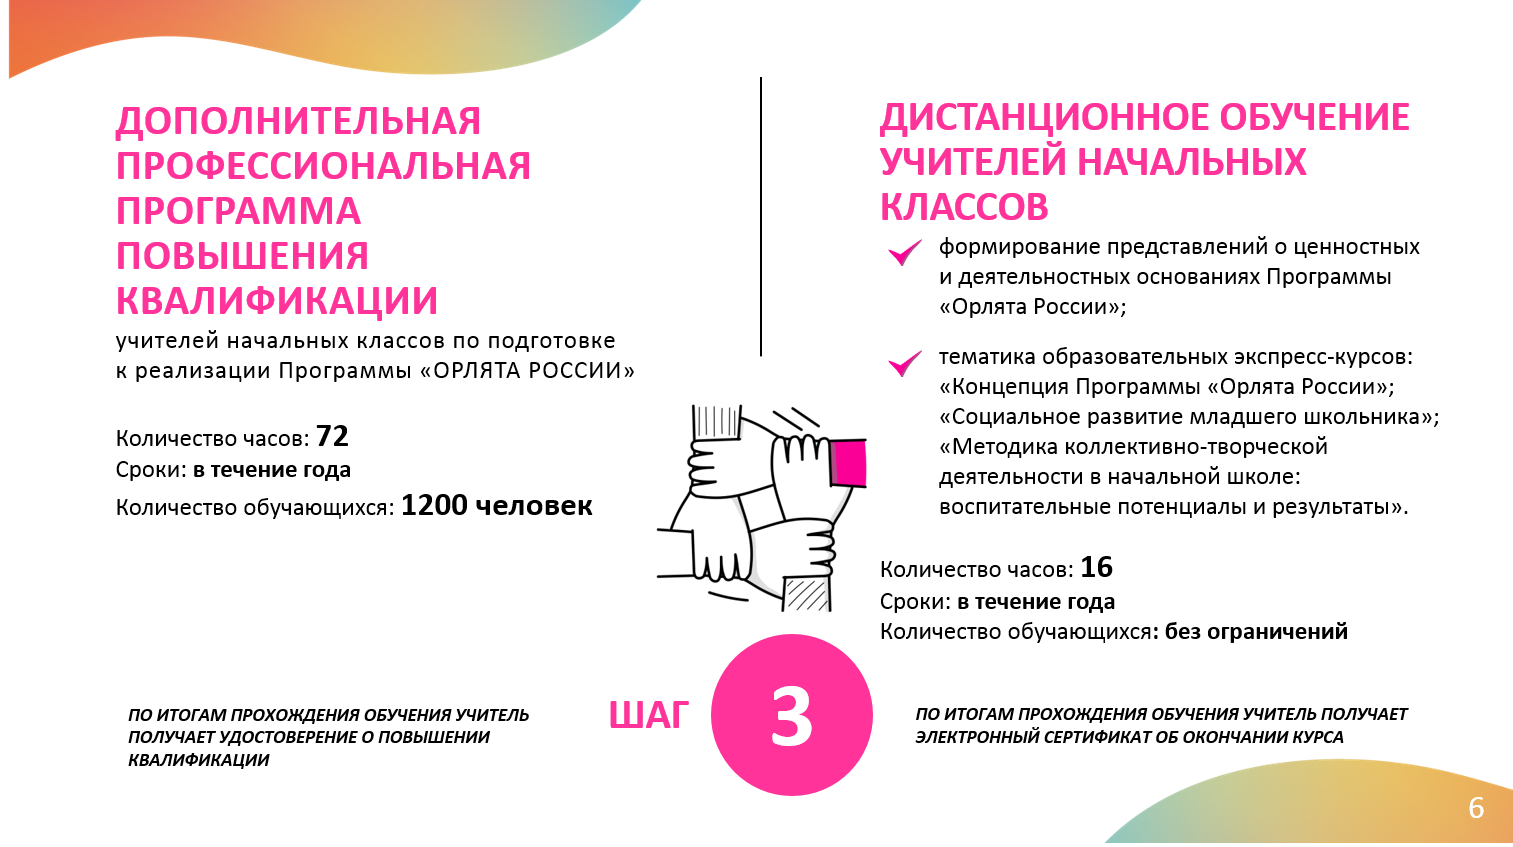 ДОПОЛНИТЕЛЬНАЯ
ПРОФЕССИОНАЛЬНАЯ
ПРОГРАММА
ПОВЫШЕНИЯ
КВАЛИФИКАЦИИ
учителей начальных классов по подготовке
к реализации Программы «ОРЛЯТА РОССИИ»
Количество часов: 72
Сроки: в течение года
Количество обучающихся: 1200 человек
ПО ИТОГАМ ПРОХОЖДЕНИЯ ОБУЧЕНИЯ УЧИТЕЛЬ
ПОЛУЧАЕТ УДОСТОВЕРЕНИЕ О ПОВЫШЕНИИ
КВАЛИФИКАЦИИ
ШАГ
3
ДИСТАНЦИОННОЕ ОБУЧЕНИЕ
УЧИТЕЛЕЙ НАЧАЛЬНЫХ
КЛАССОВ
формирование представлений о ценностных
и деятельностных основаниях Программы
«Орлята России»;
тематика образовательных экспресс-курсов:
«Концепция Программы «Орлята России»;
«Социальное развитие младшего школьника»;
«Методика коллективно-творческой
деятельности в начальной школе:
воспитательные потенциалы и результаты».
Количество часов: 16
Сроки: в течение года
Количество обучающихся: без ограничений
ПО ИТОГАМ ПРОХОЖДЕНИЯ ОБУЧЕНИЯ УЧИТЕЛЬ ПОЛУЧАЕТ
ЭЛЕКТРОННЫЙ СЕРТИФИКАТ ОБ ОКОНЧАНИИ КУРСА
6